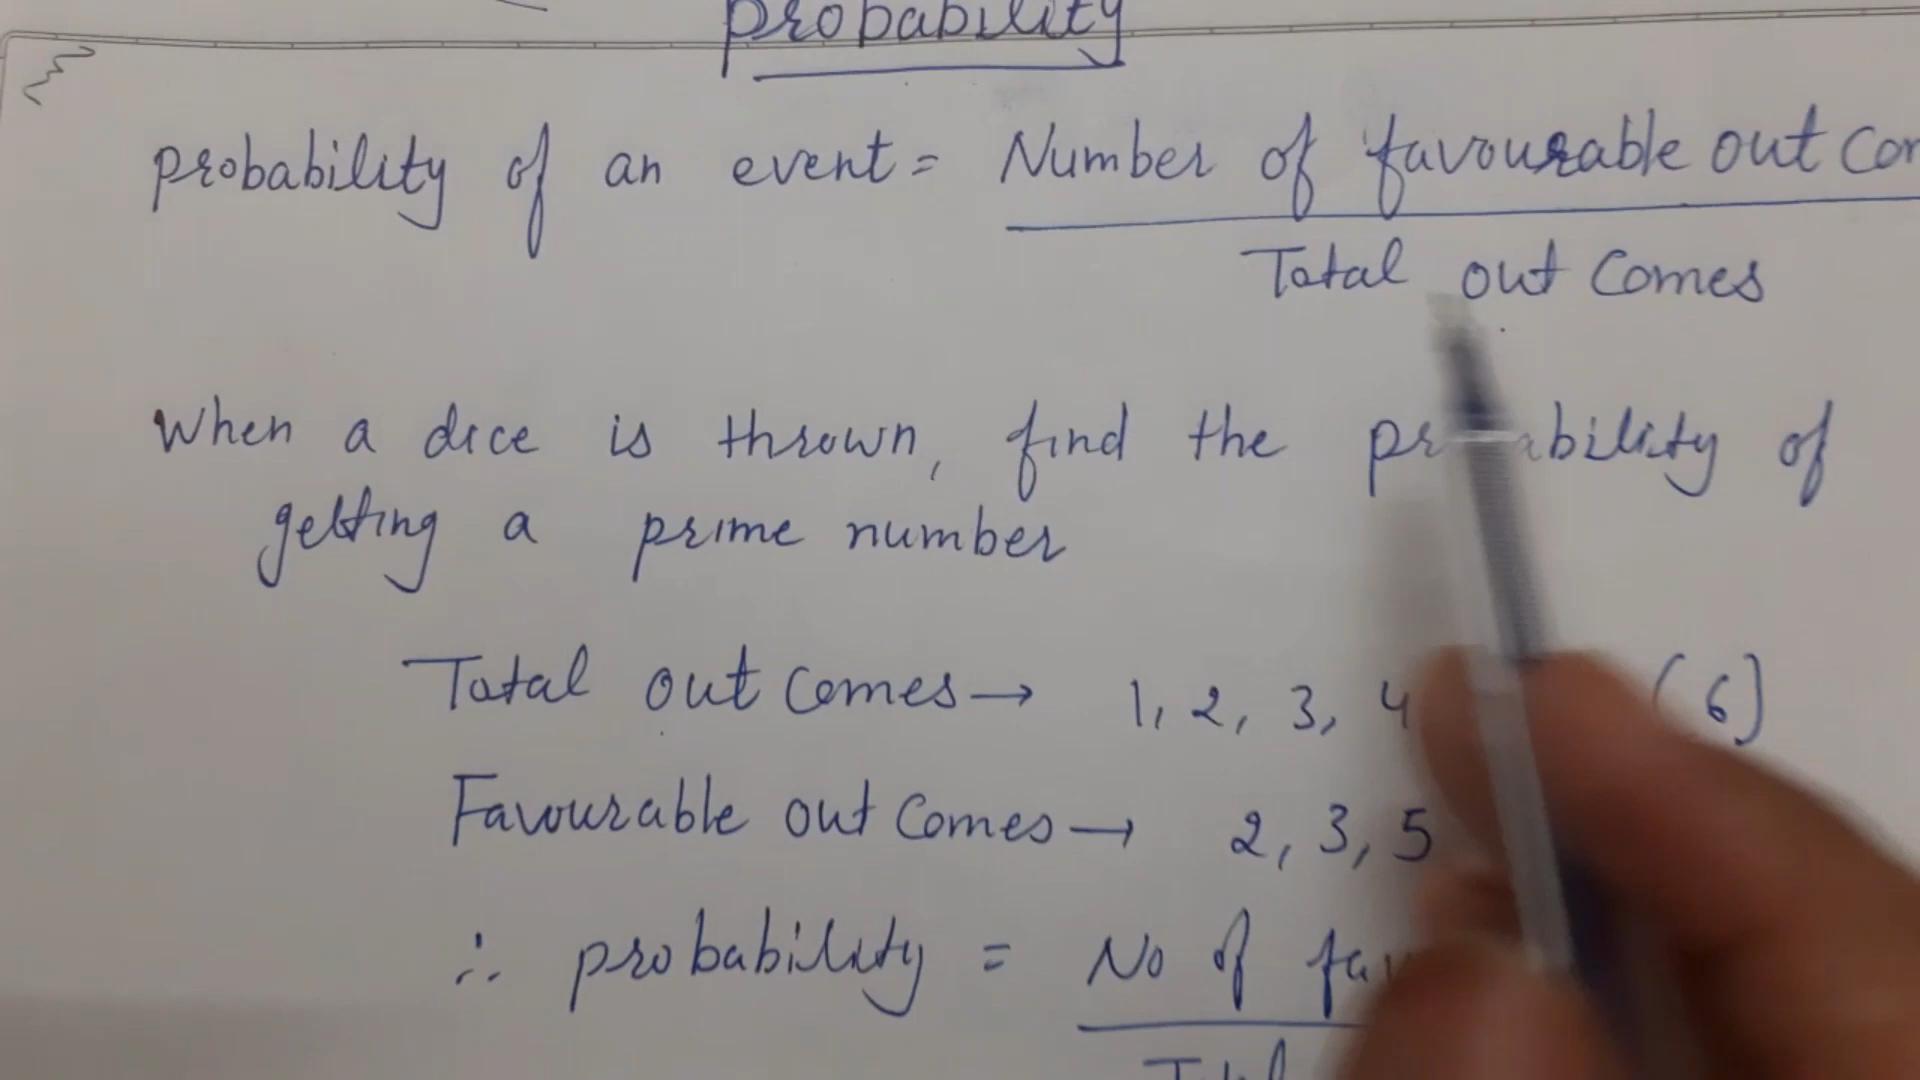 probability
probability of an event = Number of favourable out
Total out Comes
When a dice is thrown, find the of
getting a prime number
Total out Comes → 1, 2, 3, 4 (6)
Favourable out Comes → 2, 3, 5
∴ probability = No of